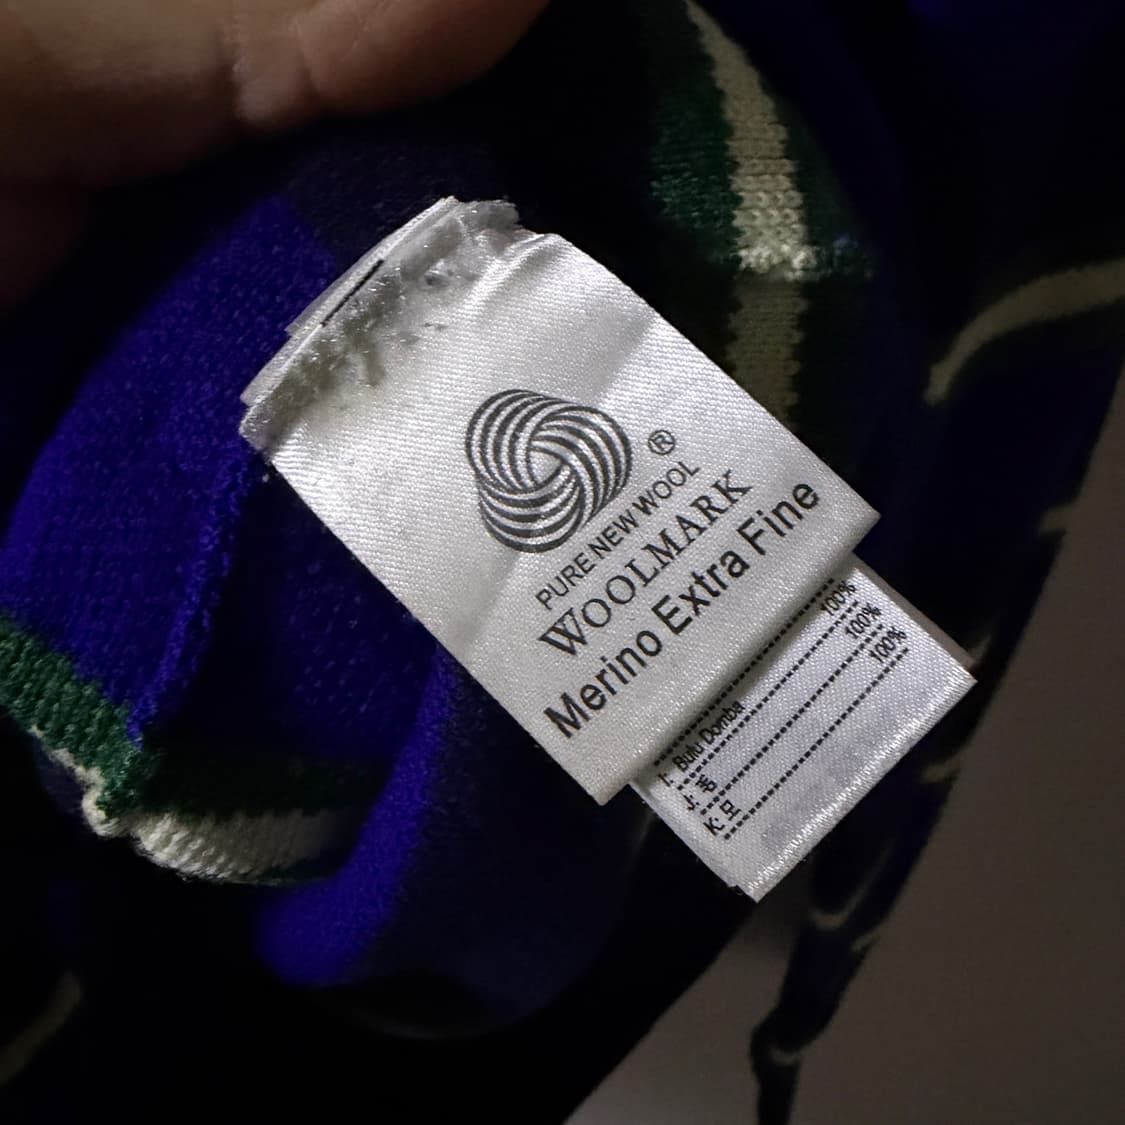 ®
PURE NEW WOOL
WOOLMARK
Merino Extra Fine
I: Bulu Domba 100%
J: 毛 100%
K: 모 100%